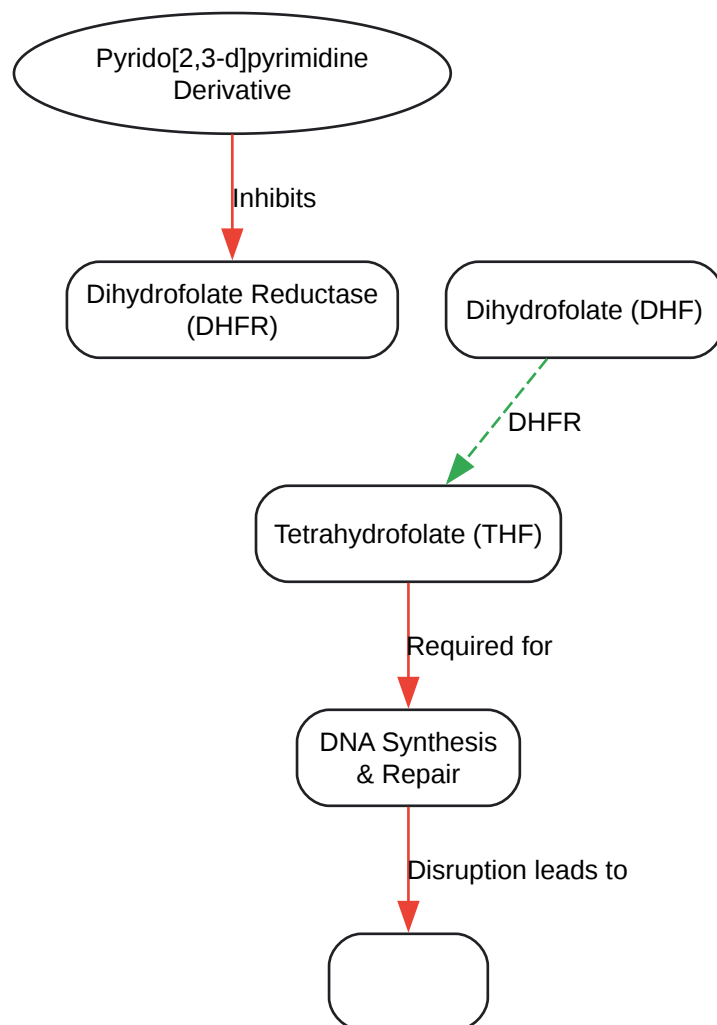 Pyrido[2,3-d]pyrimidine
Derivative
Inhibits
Dihydrofolate Reductase
(DHFR)
Dihydrofolate (DHF)
DHFR
Tetrahydrofolate (THF)
Required for
DNA Synthesis
& Repair
Disruption leads to